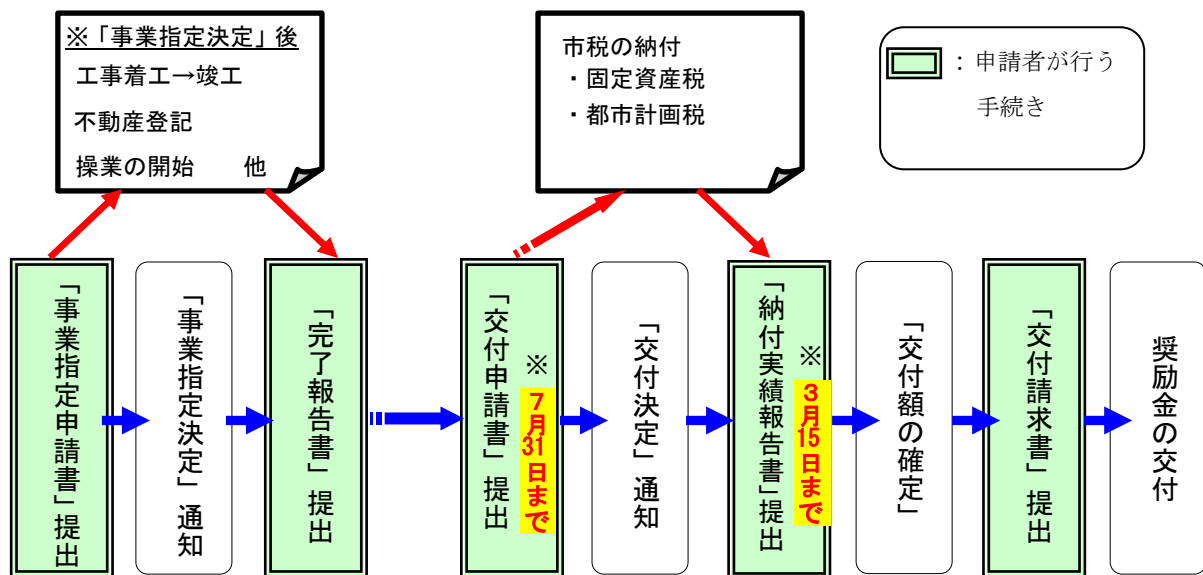 ※「事業指定決定」後
工事着工→竣工
不動産登記
操業の開始　他
市税の納付
・固定資産税
・都市計画税
：申請者が行う
手続き
「事業指定申請書」提出
「事業指定決定」通知
「完了報告書」提出
「交付申請書」提出
※7月31日まで
「交付決定」通知
「納付実績報告書」提出
※3月15日まで
「交付額の確定」
「交付請求書」提出
奨励金の交付